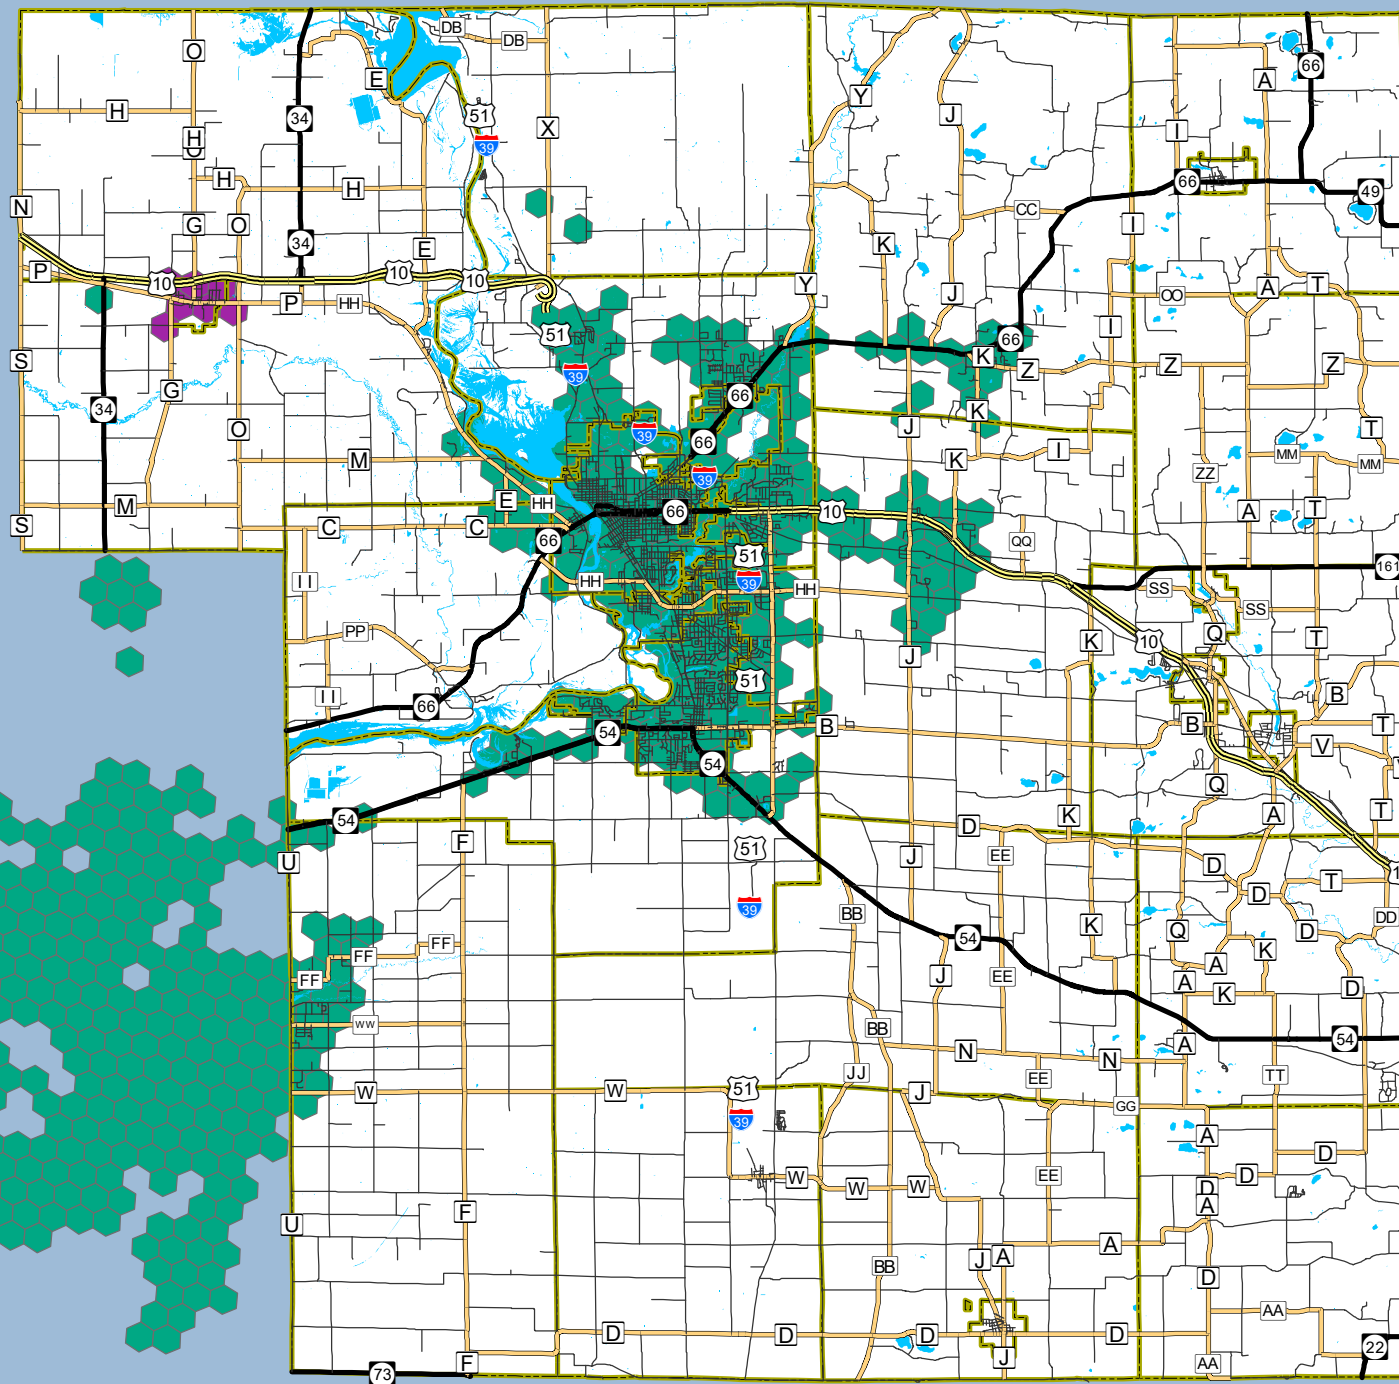 DB
DB
O
E
34
H
51
39
X
H
O
H
H
Y
J
I
A
66
66
49
N
G
O
34
E
CC
I
K
P
10
10
10
P
HH
Y
J
OO
A
T
51
39
66
I
K
Z
Z
Z
S
G
34
66
K
O
39
66
J
T
M
39
K
I
MM
MM
ZZ
S
M
E
HH
C
C
66
66
10
A
T
QQ
51
39
161
I I
HH
HH
SS
SS
PP
K
10
Q
T
J
I I
66
51
B
B
B
T
54
54
V
Q
K
A
T
54
D
U
F
51
J
EE
D
T
1
39
BB
D
DD
FF
FF
K
Q
D
54
K
A
FF
J
EE
A
K
D
WW
BB
N
N
A
54
JJ
EE
TT
W
W
51
39
J
GG
A
D
W
W
W
EE
D
D
A
U
F
A
J
A
BB
D
AA
D
D
D
D
22
F
J
AA
73